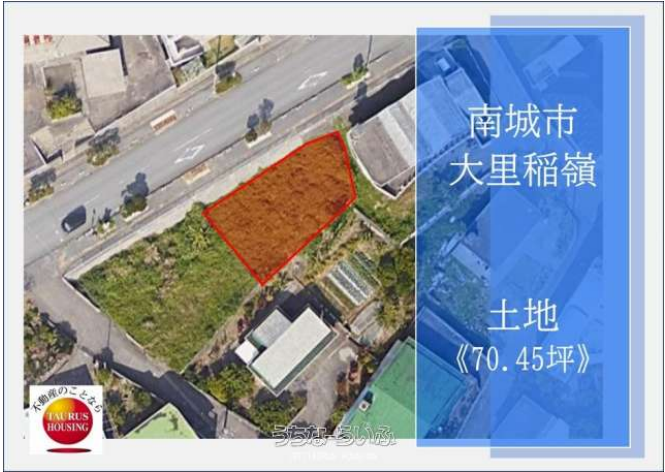 南城市
大里稲嶺
土地
《70.45坪》
不動産のことなら
TAURUS
HOUSING
うちなーらいふ